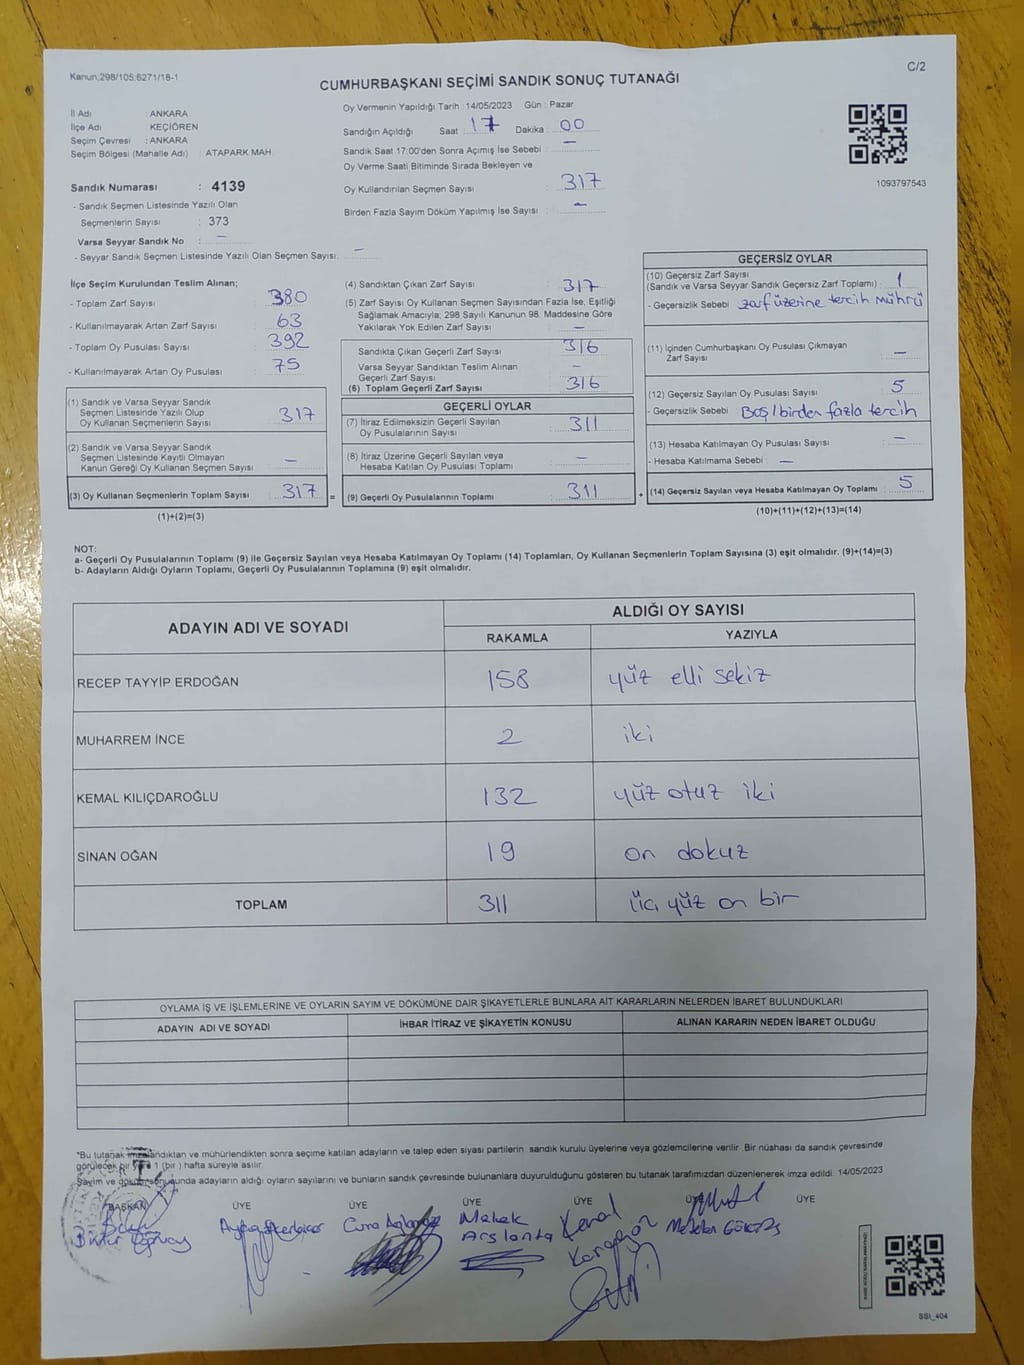 Kanun:298/105;6271/18-1
C/2
CUMHURBAŞKANI SEÇİMİ SANDIK SONUÇ TUTANAĞI
İl Adı : ANKARA
İlçe Adı : KEÇİÖREN
Seçim Çevresi : ANKARA
Seçim Bölgesi (Mahalle Adı) : ATAPARK MAH.
Sandık Numarası : 4139
- Sandık Seçmen Listesinde Yazılı Olan
Seçmenlerin Sayısı : 373
Varsa Seyyar Sandık No : –
- Seyyar Sandık Seçmen Listesinde Yazılı Olan Seçmen Sayısı: –
Oy Vermenin Yapıldığı Tarih : 14/05/2023 Gün : Pazar
Sandığın Açıldığı Saat : 17 Dakika : 00
Sandık Saat 17:00'den Sonra Açımış İse Sebebi : –
Oy Verme Saati Bitiminde Sırada Bekleyen ve
Oy Kullandırılan Seçmen Sayısı : 317
Birden Fazla Sayım Döküm Yapılmış İse Sayısı : –
1093797543
İlçe Seçim Kurulundan Teslim Alınan;
- Toplam Zarf Sayısı : 380
- Kullanılmayarak Artan Zarf Sayısı : 63
- Toplam Oy Pusulası Sayısı : 392
- Kullanılmayarak Artan Oy Pusulası : 75
(1) Sandık ve Varsa Seyyar Sandık
Seçmen Listesinde Yazılı Olup
Oy Kullanan Seçmenlerin Sayısı : 317
(2) Sandık ve Varsa Seyyar Sandık
Seçmen Listesinde Kayıtlı Olmayan
Kanun Gereği Oy Kullanan Seçmen Sayısı : –
(3) Oy Kullanan Seçmenlerin Toplam Sayısı : 317 =
(1)+(2)=(3)
(4) Sandıktan Çıkan Zarf Sayısı : 317
(5) Zarf Sayısı Oy Kullanan Seçmen Sayısından Fazla İse, Eşitliği
Sağlamak Amacıyla; 298 Sayılı Kanunun 98. Maddesine Göre
Yakılarak Yok Edilen Zarf Sayısı : –
Sandıkta Çıkan Geçerli Zarf Sayısı : 316
Varsa Seyyar Sandıktan Teslim Alınan
Geçerli Zarf Sayısı : –
(6) Toplam Geçerli Zarf Sayısı : 316
GEÇERLİ OYLAR
(7) İtiraz Edilmeksizin Geçerli Sayılan
Oy Pusulalarının Sayısı : 311
(8) İtiraz Üzerine Geçerli Sayılan veya
Hesaba Katılan Oy Pusulası Toplamı : –
(9) Geçerli Oy Pusulalarının Toplamı : 311 +
GEÇERSİZ OYLAR
(10) Geçersiz Zarf Sayısı
(Sandık ve Varsa Seyyar Sandık Geçersiz Zarf Toplamı) : 1
- Geçersizlik Sebebi : zarf üzerine tercih mührü
(11) İçinden Cumhurbaşkanı Oy Pusulası Çıkmayan
Zarf Sayısı : –
(12) Geçersiz Sayılan Oy Pusulası Sayısı : 5
- Geçersizlik Sebebi : Boş/birden fazla tercih
(13) Hesaba Katılmayan Oy Pusulası Sayısı : –
- Hesaba Katılmama Sebebi : –
(14) Geçersiz Sayılan veya Hesaba Katılmayan Oy Toplamı : 5
(10)+(11)+(12)+(13)=(14)
NOT:
a- Geçerli Oy Pusulalarının Toplamı (9) ile Geçersiz Sayılan veya Hesaba Katılmayan Oy Toplamı (14) Toplamları, Oy Kullanan Seçmenlerin Toplam Sayısına (3) eşit olmalıdır. (9)+(14)=(3)
b- Adayların Aldığı Oyların Toplamı, Geçerli Oy Pusulalarının Toplamına (9) eşit olmalıdır.
ADAYIN ADI VE SOYADI
ALDIĞI OY SAYISI
RAKAMLA YAZIYLA
RECEP TAYYİP ERDOĞAN 158 yüz elli sekiz
MUHARREM İNCE 2 iki
KEMAL KILIÇDAROĞLU 132 yüz otuz iki
SİNAN OĞAN 19 on dokuz
TOPLAM 311 üç yüz on bir
OYLAMA İŞ VE İŞLEMLERİNE VE OYLARIN SAYIM VE DÖKÜMÜNE DAİR ŞİKAYETLERLE BUNLARA AİT KARARLARIN NELERDEN İBARET BULUNDUKLARI
ADAYIN ADI VE SOYADI İHBAR İTİRAZ VE ŞİKAYETİN KONUSU ALINAN KARARIN NEDEN İBARET OLDUĞU
"Bu tutanak imzalandıktan ve mühürlendikten sonra seçime katılan adayların ve talep eden siyasi partilerin sandık kurulu üyelerine veya gözlemcilerine verilir. Bir nüshası da sandık çevresinde
görülecek bir yere 1 (bir) hafta süreyle asılır.
Sayım ve döküm sonucunda adayların aldığı oyların sayılarını ve bunların sandık çevresinde bulunanlara duyurulduğunu gösteren bu tutanak tarafımızdan düzenlenerek imza edildi. 14/05/2023
BAŞKAN ÜYE ÜYE ÜYE ÜYE ÜYE ÜYE
Melek Kemal
Arslanta
SSI_404